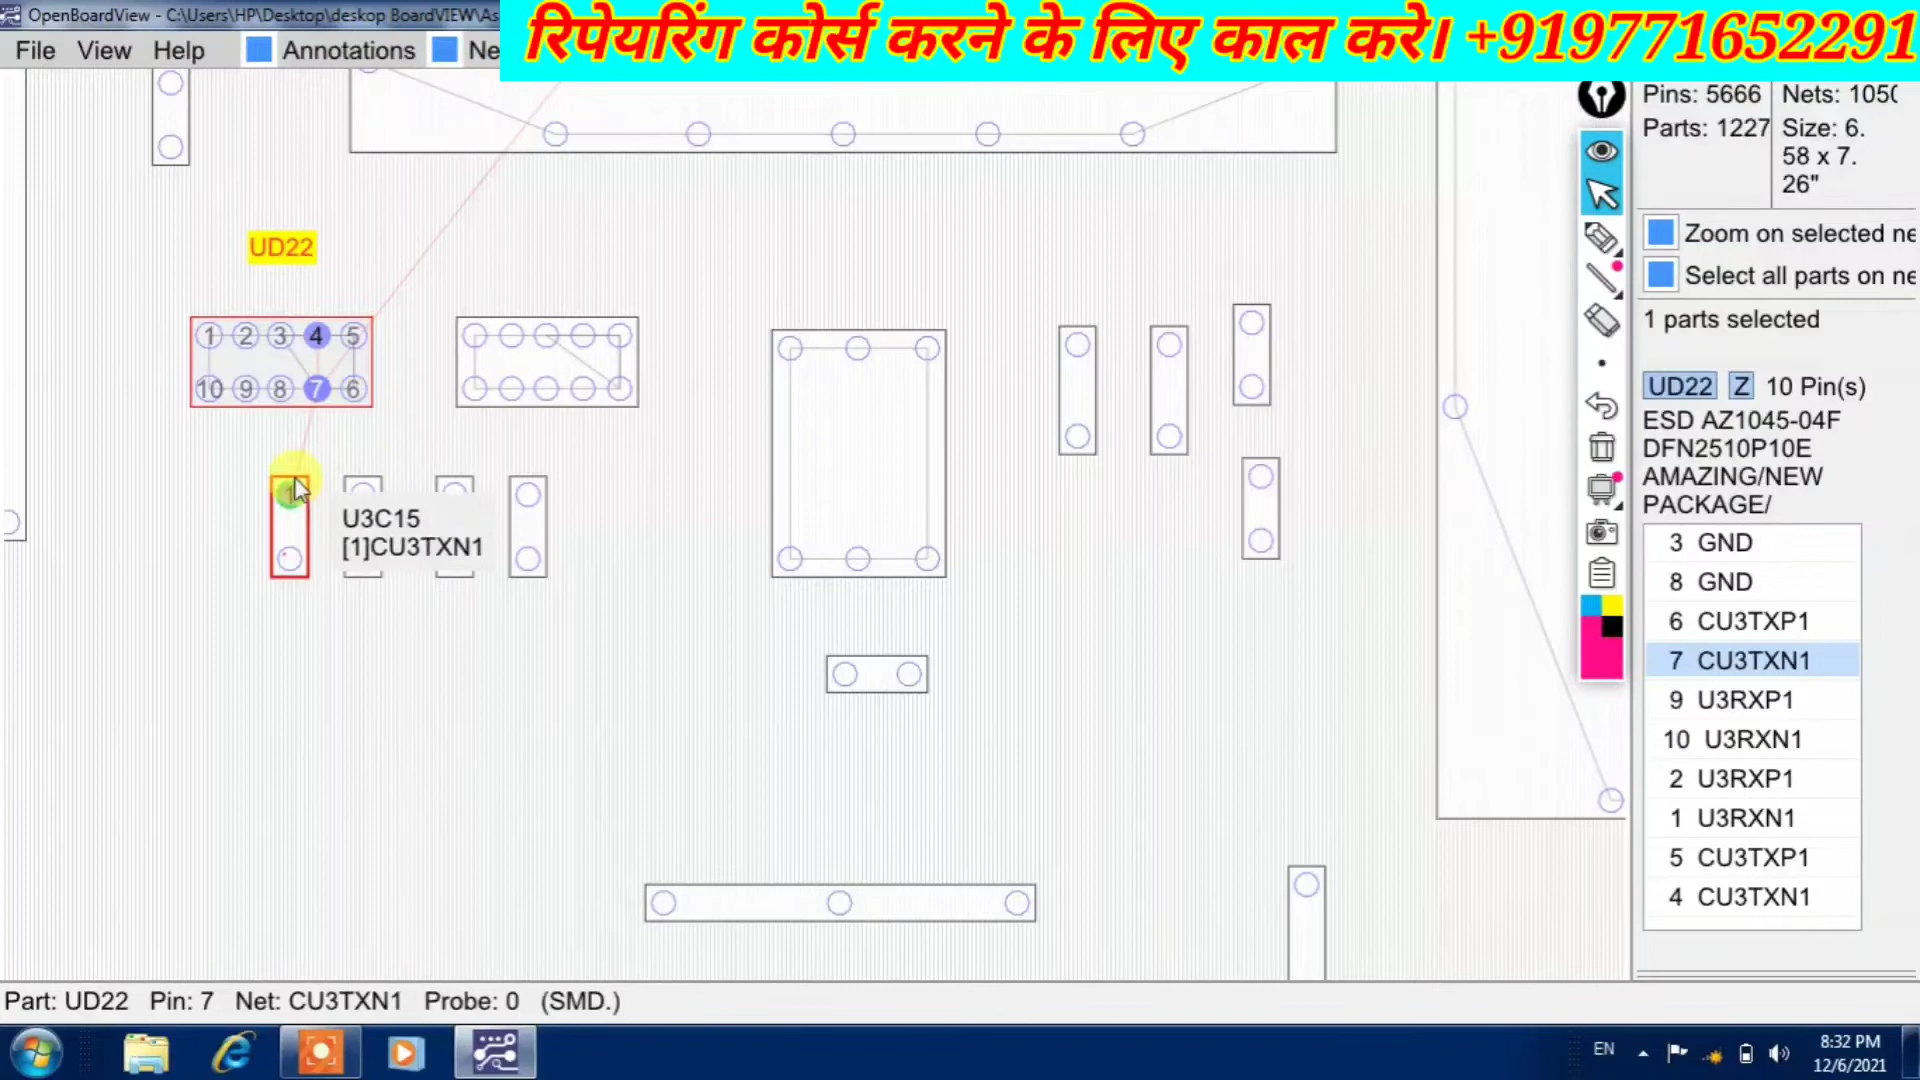 OpenBoardView - C:\Users\HP\Desktop\deskop BoardVIEW\As
रिपेयरिंग कोर्स करने के लिए काल करे। +919771652291
File View Help Annotations Ne
Pins: 5666
Parts: 1227
Nets: 1050
Size: 6.
58 x 7.
26"
Zoom on selected ne
Select all parts on ne
1 parts selected
UD22 Z 10 Pin(s)
ESD AZ1045-04F
DFN2510P10E
AMAZING/NEW
PACKAGE/
3 GND
8 GND
6 CU3TXP1
7 CU3TXN1
9 U3RXP1
10 U3RXN1
2 U3RXP1
1 U3RXN1
5 CU3TXP1
4 CU3TXN1
UD22
1 2 3 4 5
10 9 8 7 6
1
U3C15
[1]CU3TXN1
Part: UD22 Pin: 7 Net: CU3TXN1 Probe: 0 (SMD.)
EN
8:32 PM
12/6/2021